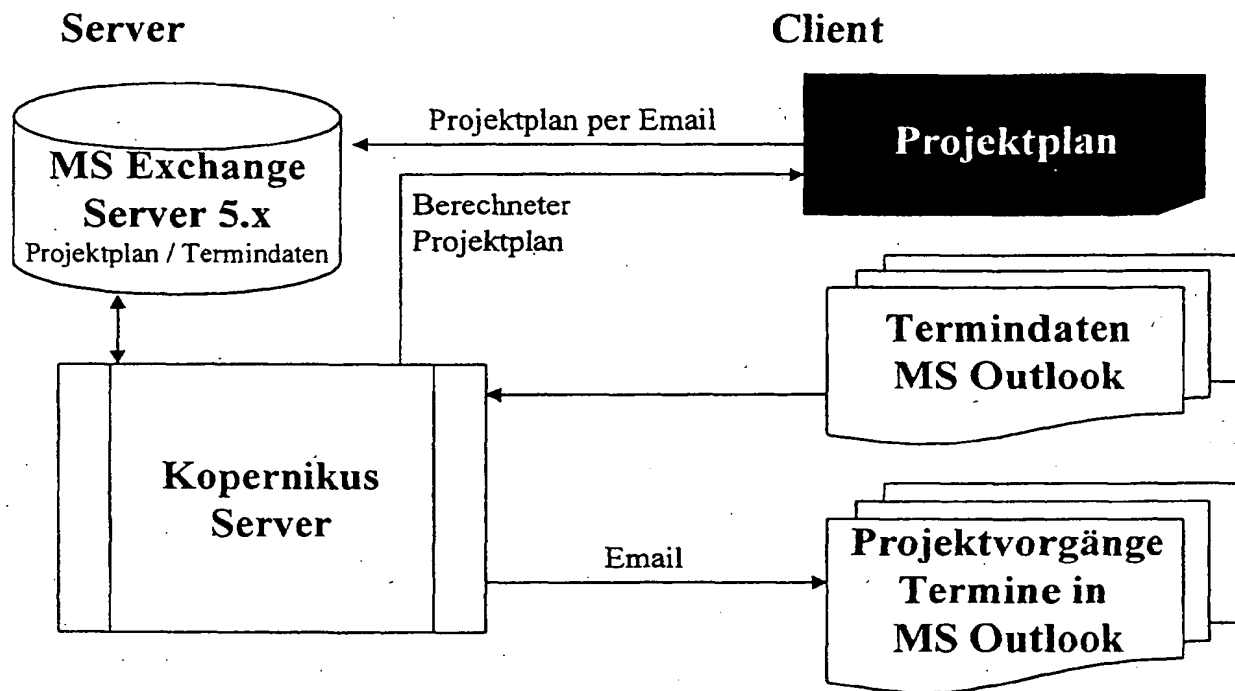 Server
Client
MS Exchange
Server 5.x
Projektplan / Termindaten
Projektplan per Email
Projektplan
Berechneter
Projektplan
Termindaten
MS Outlook
Kopernikus
Server
Email
Projektvorgänge
Termine in
MS Outlook